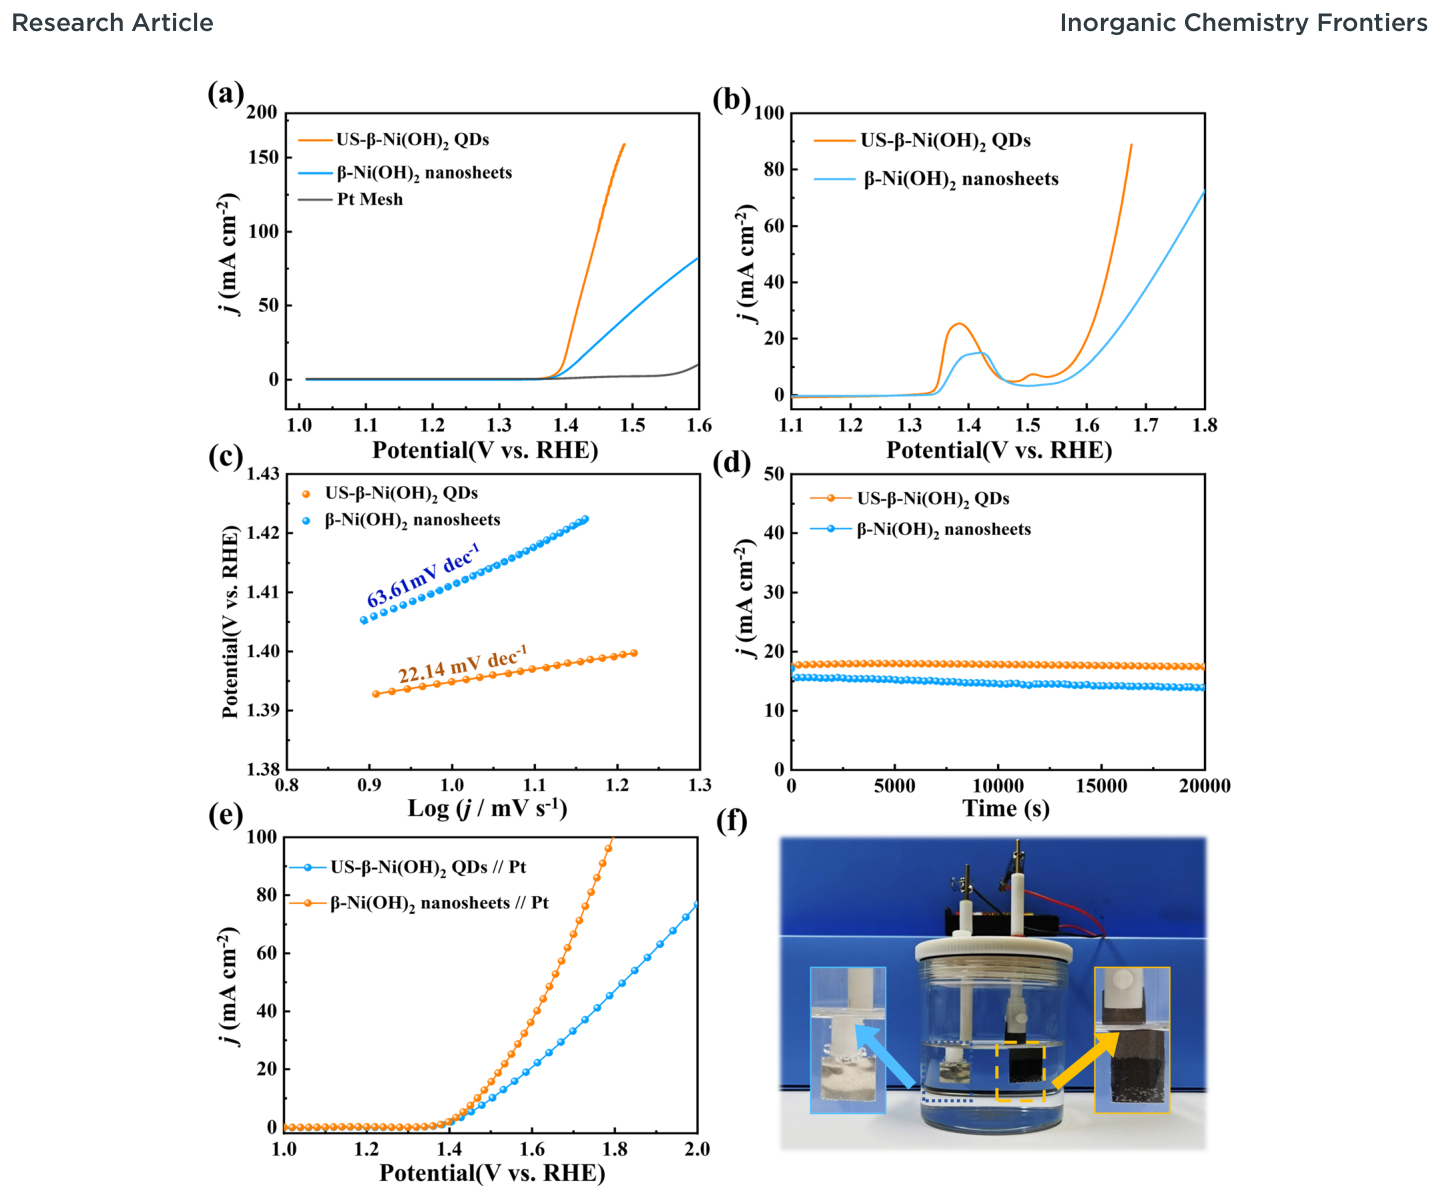 Research Article
Inorganic Chemistry Frontiers
(a)
200
150
100
50
0
US-β-Ni(OH)₂ QDs
β-Ni(OH)₂ nanosheets
Pt Mesh
j (mA cm⁻²)
1.0 1.1 1.2 1.3 1.4 1.5 1.6
Potential(V vs. RHE)
(b)
100
80
60
40
20
0
US-β-Ni(OH)₂ QDs
β-Ni(OH)₂ nanosheets
j (mA cm⁻²)
1.1 1.2 1.3 1.4 1.5 1.6 1.7 1.8
Potential(V vs. RHE)
(c)
1.43
1.42
1.41
1.40
1.39
1.38
US-β-Ni(OH)₂ QDs
β-Ni(OH)₂ nanosheets
63.61mV dec⁻¹
22.14 mV dec⁻¹
Potential(V vs. RHE)
0.8 0.9 1.0 1.1 1.2 1.3
Log (j / mV s⁻¹)
(d)
50
40
30
20
10
0
US-β-Ni(OH)₂ QDs
β-Ni(OH)₂ nanosheets
j (mA cm⁻²)
0 5000 10000 15000 20000
Time (s)
(e)
100
80
60
40
20
0
US-β-Ni(OH)₂ QDs // Pt
β-Ni(OH)₂ nanosheets // Pt
j (mA cm⁻²)
1.0 1.2 1.4 1.6 1.8 2.0
Potential(V vs. RHE)
(f)